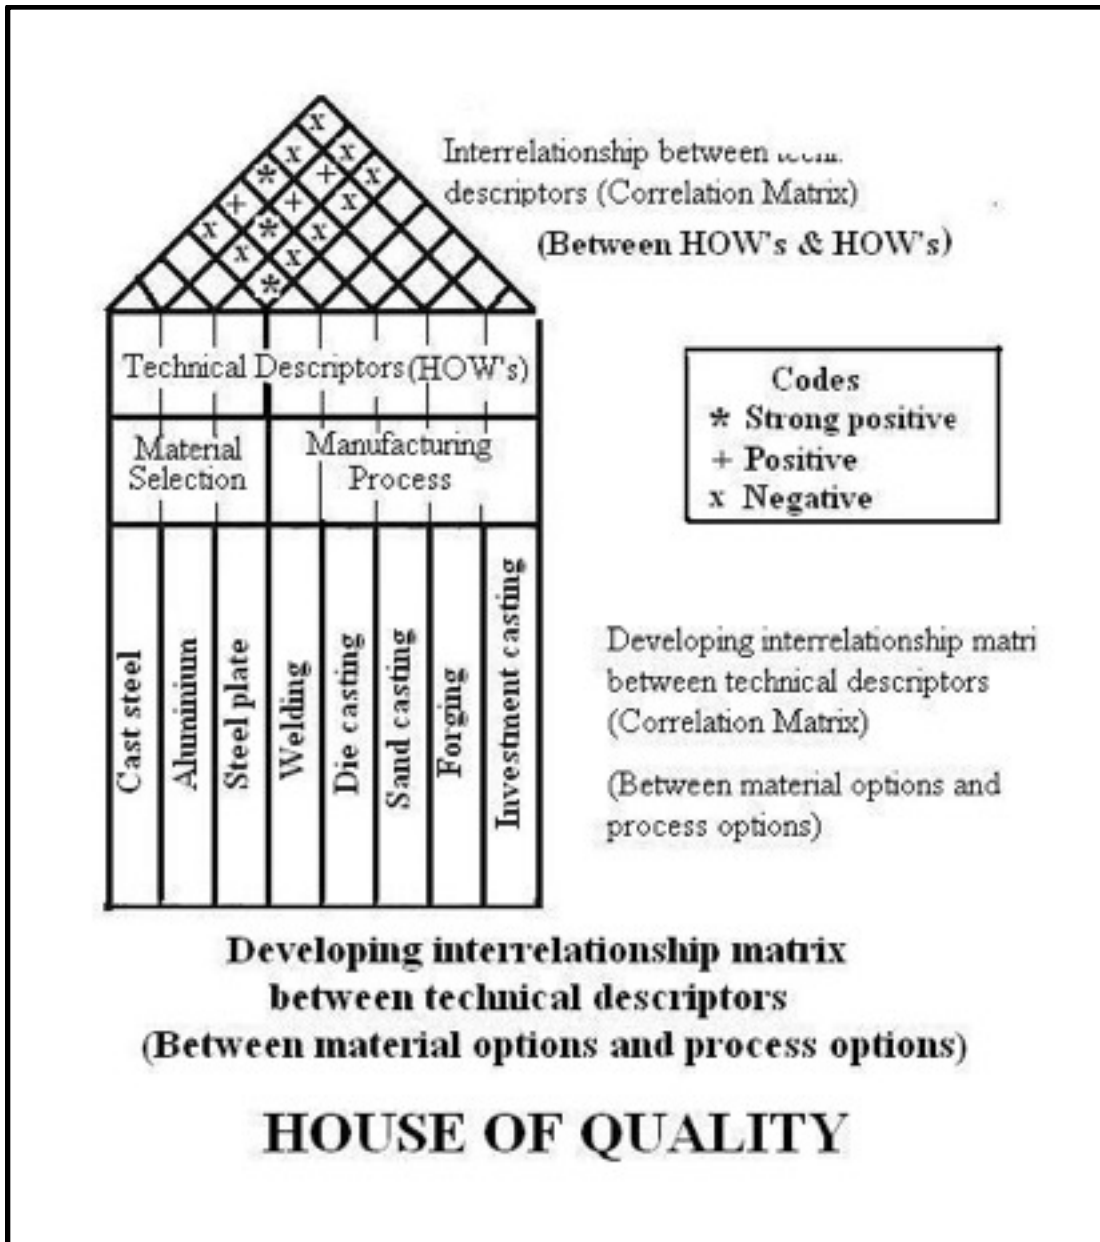 x
x x
* + x
+ + x
x * x
x x
*
Interrelationship between
descriptors (Correlation Matrix)
(Between HOW's & HOW's)
Technical Descriptors (HOW's)
Material
Selection
Manufacturing
Process
Codes
* Strong positive
+ Positive
x Negative
Cast steel
Aluminium
Steel plate
Welding
Die casting
Sand casting
Forging
Investment casting
Developing interrelationship matri
between technical descriptors
(Correlation Matrix)
(Between material options and
process options)
Developing interrelationship matrix
between technical descriptors
(Between material options and process options)
HOUSE OF QUALITY